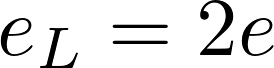 e_L = 2e